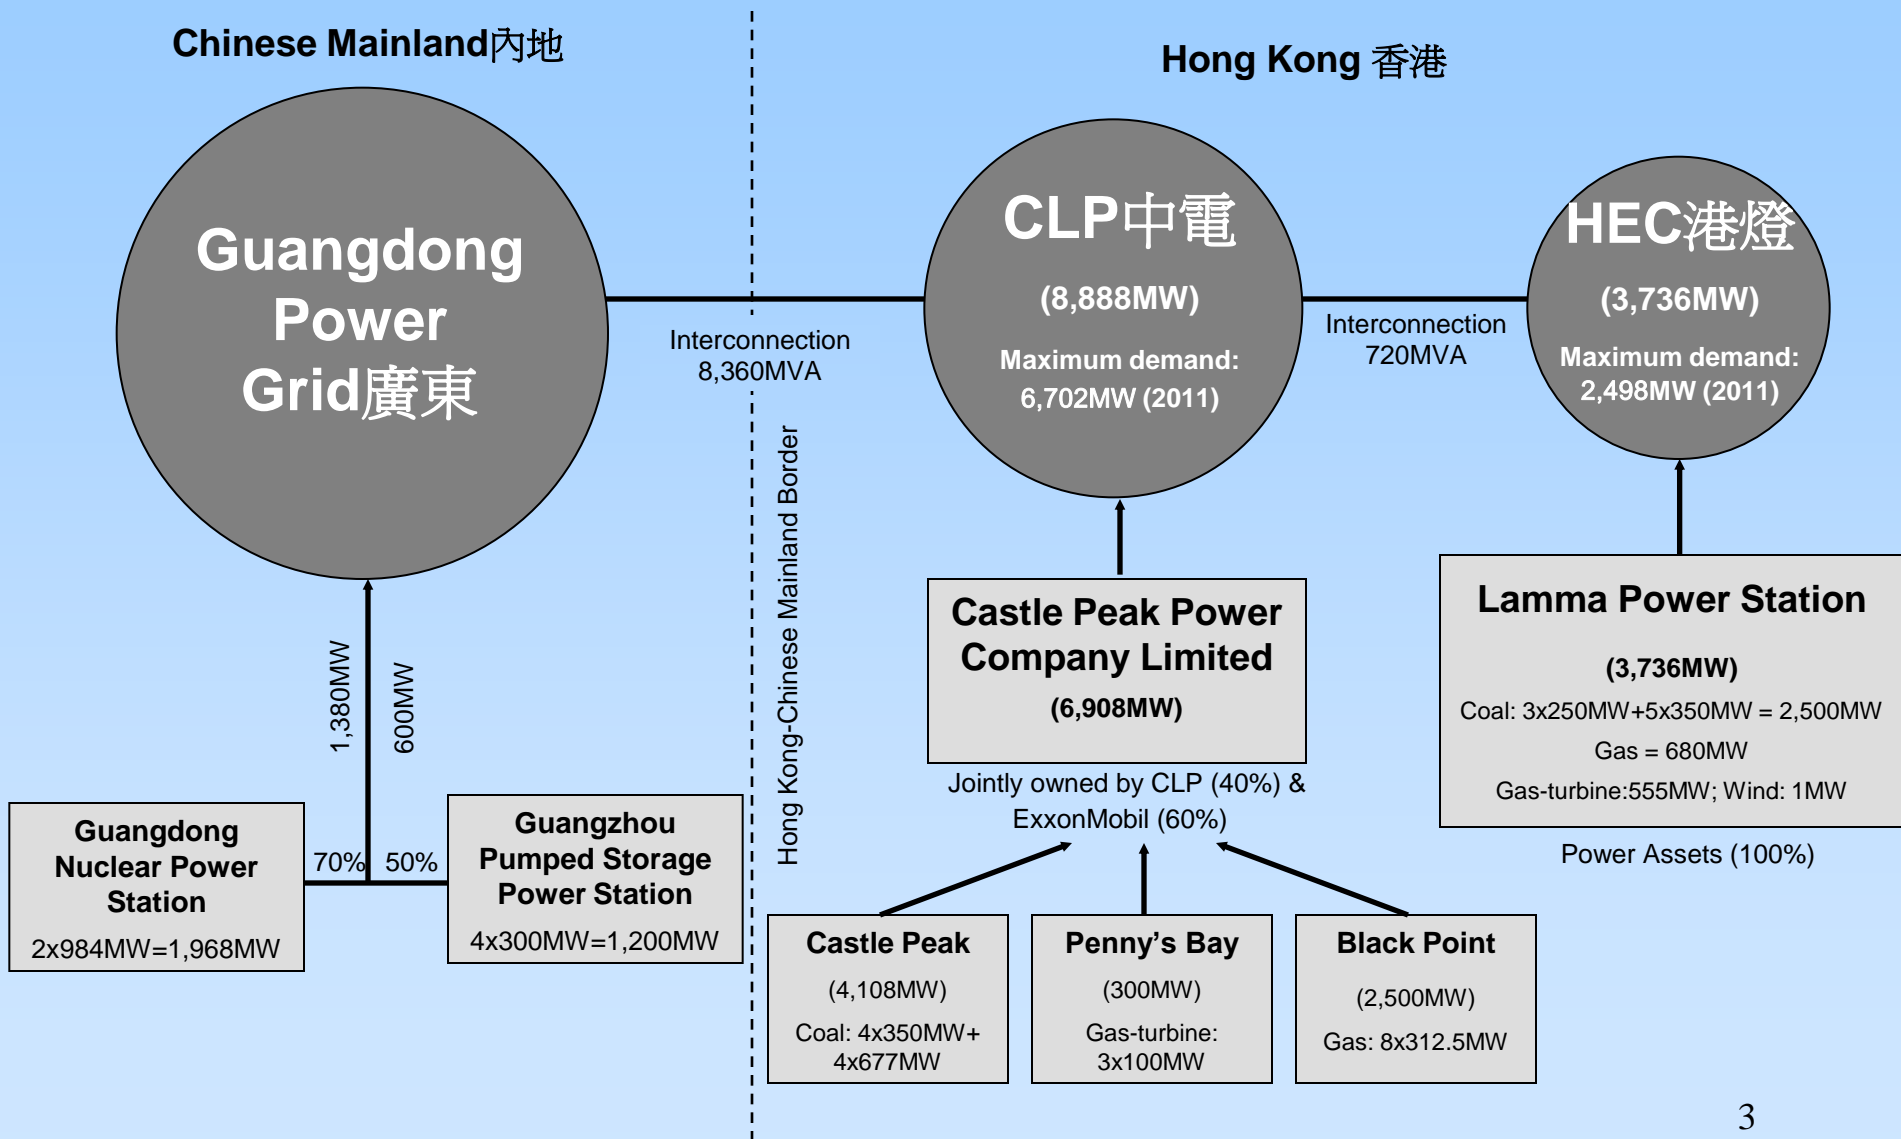 Chinese Mainland內地
Hong Kong 香港
Guangdong
Power
Grid廣東
Interconnection
8,360MVA
CLP中電
(8,888MW)
Maximum demand:
6,702MW (2011)
Interconnection
720MVA
HEC港燈
(3,736MW)
Maximum demand:
2,498MW (2011)
Hong Kong-Chinese Mainland Border
1,380MW
600MW
Guangdong
Nuclear Power
Station
2x984MW=1,968MW
70%
50%
Guangzhou
Pumped Storage
Power Station
4x300MW=1,200MW
Castle Peak Power
Company Limited
(6,908MW)
Jointly owned by CLP (40%) &
ExxonMobil (60%)
Lamma Power Station
(3,736MW)
Coal: 3x250MW+5x350MW = 2,500MW
Gas = 680MW
Gas-turbine:555MW; Wind: 1MW
Power Assets (100%)
Castle Peak
(4,108MW)
Coal: 4x350MW+
4x677MW
Penny's Bay
(300MW)
Gas-turbine:
3x100MW
Black Point
(2,500MW)
Gas: 8x312.5MW
3